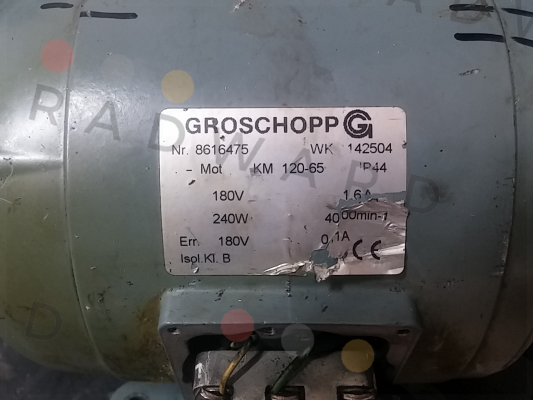 GROSCHOPP
Nr. 8616475 WK 142504
- Mot KM 120-65 IP44
180V 1,6A
240W 4000min-1
Err. 180V 0,1A
Isol.Kl. B CE
RADWARD